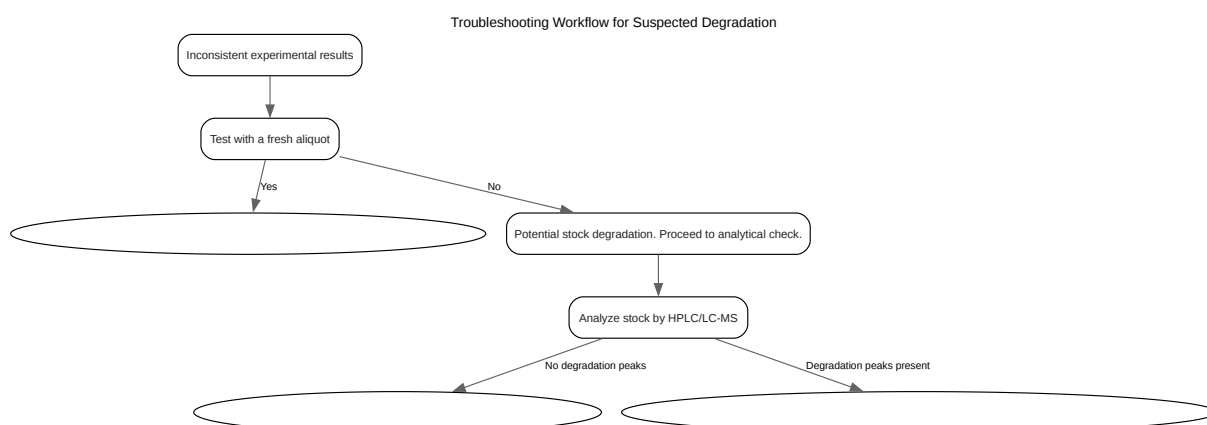 Troubleshooting Workflow for Suspected Degradation
Inconsistent experimental results
Test with a fresh aliquot
Yes
No
Potential stock degradation. Proceed to analytical check.
Analyze stock by HPLC/LC-MS
No degradation peaks
Degradation peaks present